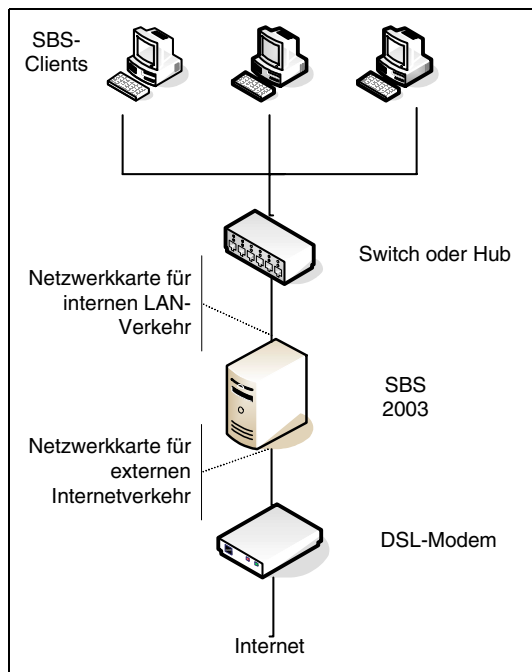 SBS-
Clients
Switch oder Hub
Netzwerkkarte für
internen LAN-
Verkehr
SBS
2003
Netzwerkkarte für
externen
Internetverkehr
DSL-Modem
Internet